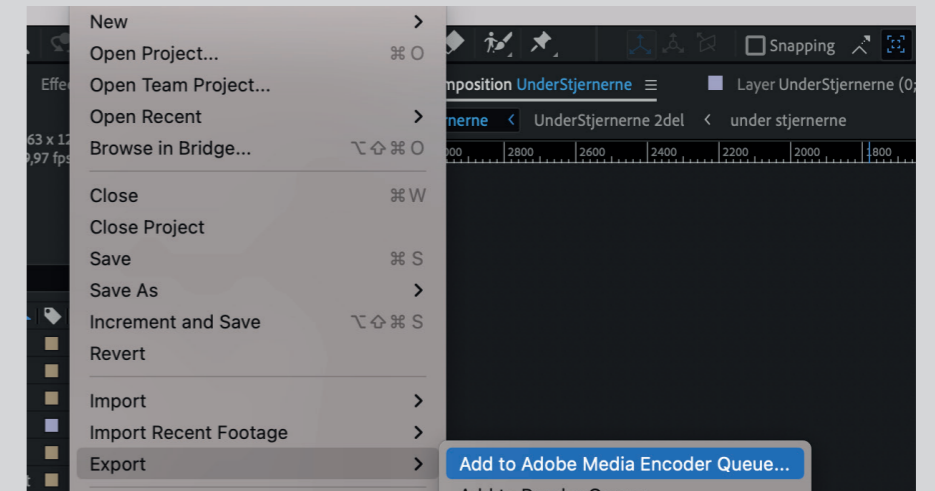 New
Open Project... ⌘ O
Open Team Project...
Open Recent
Browse in Bridge... ⌥⇧⌘ O
Close ⌘ W
Close Project
Save ⌘ S
Save As
Increment and Save ⌥⇧⌘ S
Revert
Import
Import Recent Footage
Export
Add to Adobe Media Encoder Queue...
Snapping
UnderStjernerne
Layer UnderStjernerne (0;
UnderStjernerne 2del
under stjernerne
2800 2600 2400 2200 2000 1800